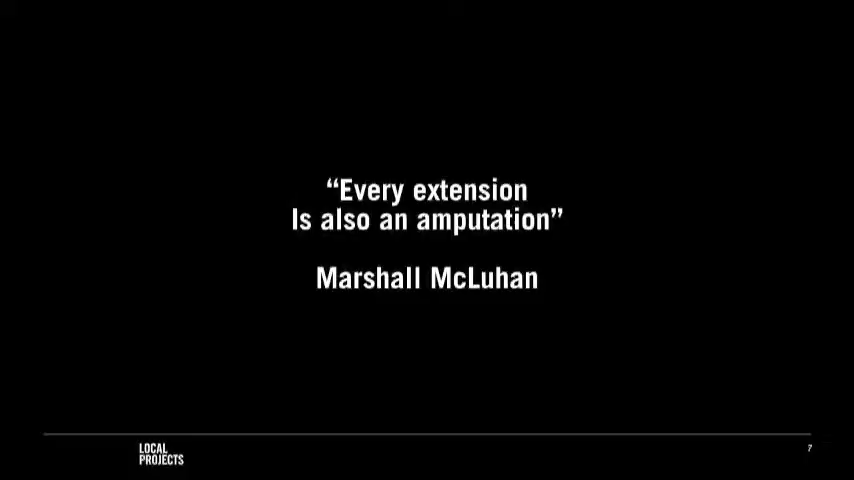 “Every extension
Is also an amputation”
Marshall McLuhan
LOCAL
PROJECTS
7